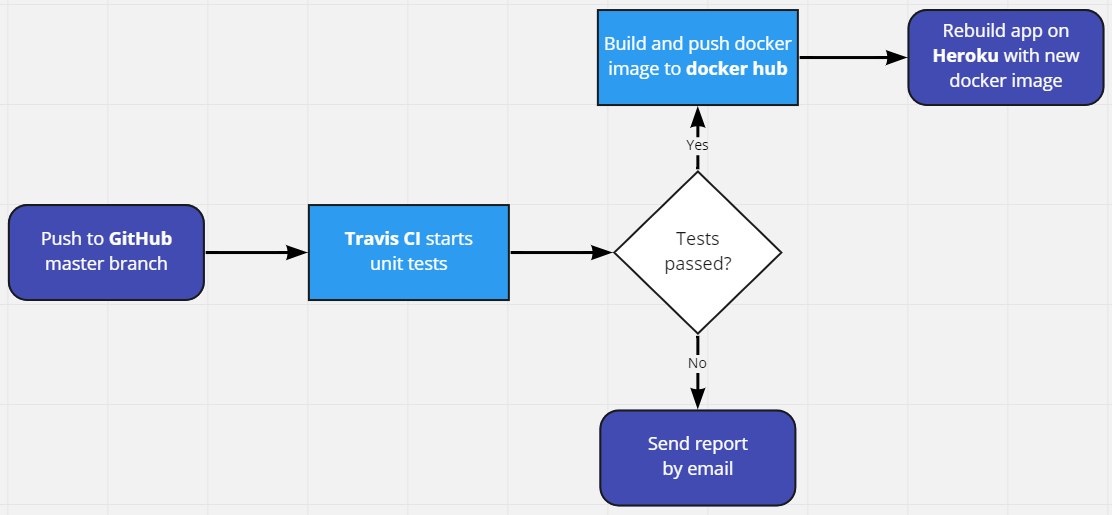 Build and push docker
image to docker hub
Rebuild app on
Heroku with new
docker image
Yes
Push to GitHub
master branch
Travis CI starts
unit tests
Tests
passed?
No
Send report
by email